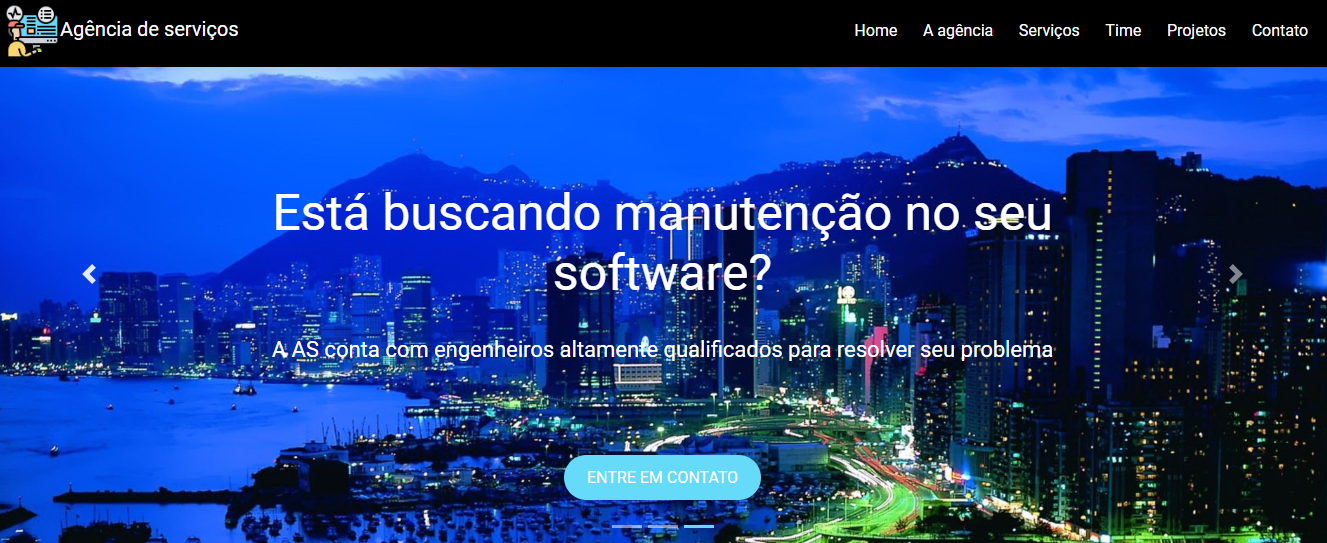 Agência de serviços
Home A agência Serviços Time Projetos Contato
Está buscando manutenção no seu
software?
A AS conta com engenheiros altamente qualificados para resolver seu problema
ENTRE EM CONTATO